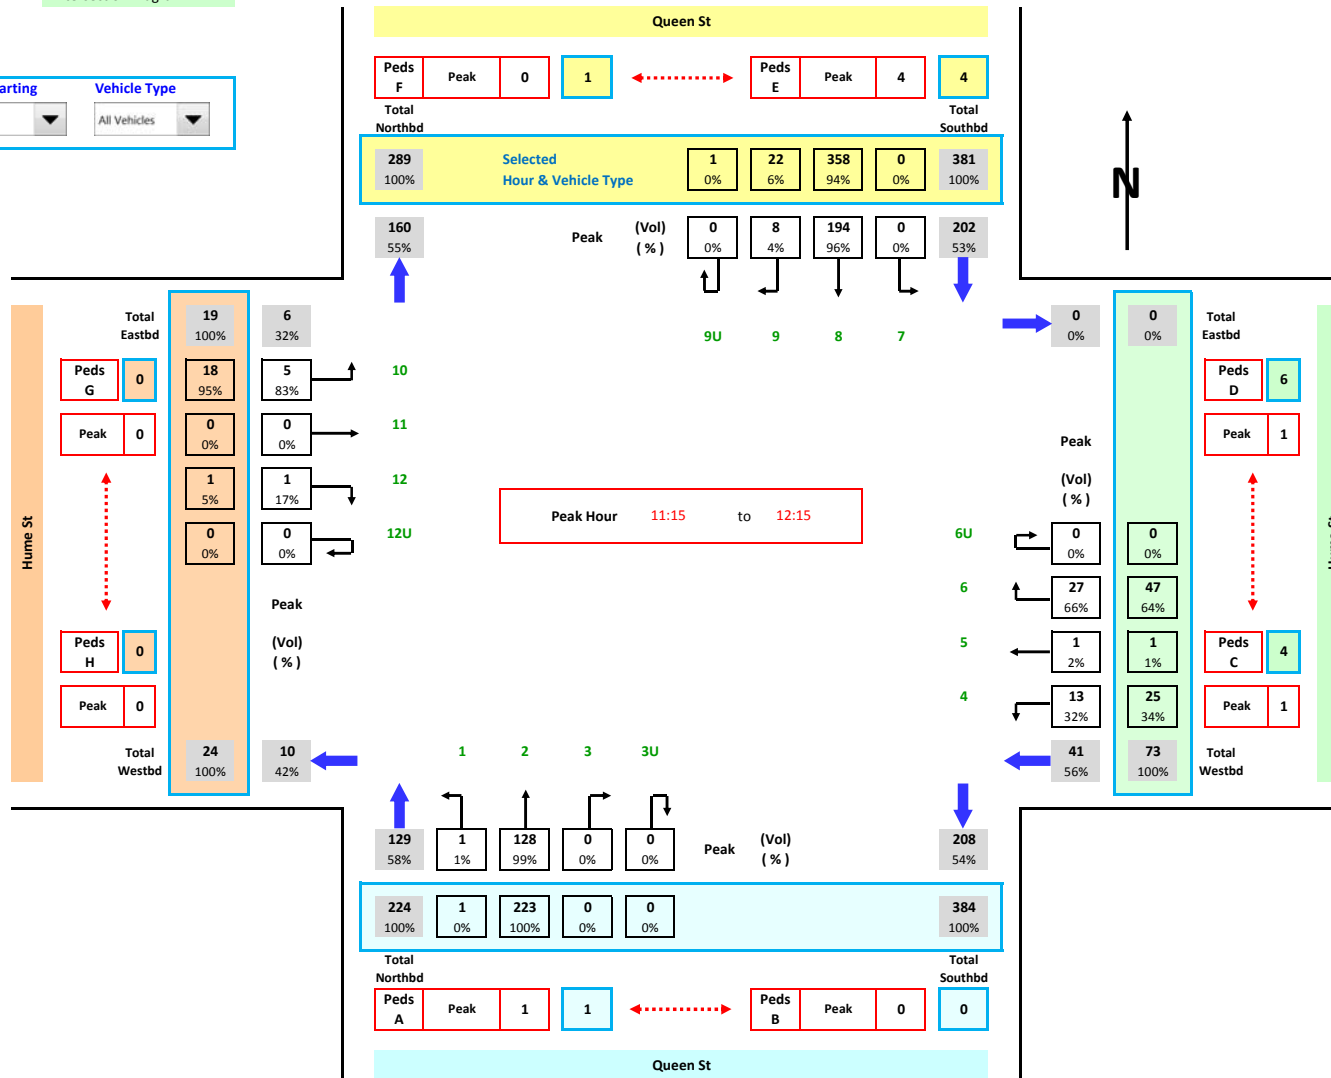 Queen St
Peds F Peak 0 1 Peds E Peak 4 4
arting Vehicle Type
All Vehicles
Total Northbd
Total Southbd
289 100% Selected Hour & Vehicle Type 1 0% 22 6% 358 94% 0 0% 381 100%
160 55% Peak (Vol) ( % ) 0 0% 8 4% 194 96% 0 0% 202 53%
N
9U 9 8 7
Total Eastbd 19 100% 6 32%
0 0% 0 0% Total Eastbd
Peds G 0 18 95% 5 83% 10
Peds D 6
Peak 0 0 0% 0 0% 11
Peak Peak 1
1 5% 1 17% 12
(Vol) ( % )
Hume St
Peak Hour 11:15 to 12:15
0 0% 0 0% 12U
6U 0 0% 0 0%
Peak
6 27 66% 47 64%
Peds H 0 (Vol) ( % )
5 1 2% 1 1% Peds C 4
Peak 0
4 13 32% 25 34% Peak 1
Total Westbd 24 100% 10 42%
1 2 3 3U
41 56% 73 100% Total Westbd
129 58% 1 1% 128 99% 0 0% 0 0% Peak (Vol) ( % ) 208 54%
224 100% 1 0% 223 100% 0 0% 0 0% 384 100%
Total Northbd
Total Southbd
Peds A Peak 1 1 Peds B Peak 0 0
Queen St